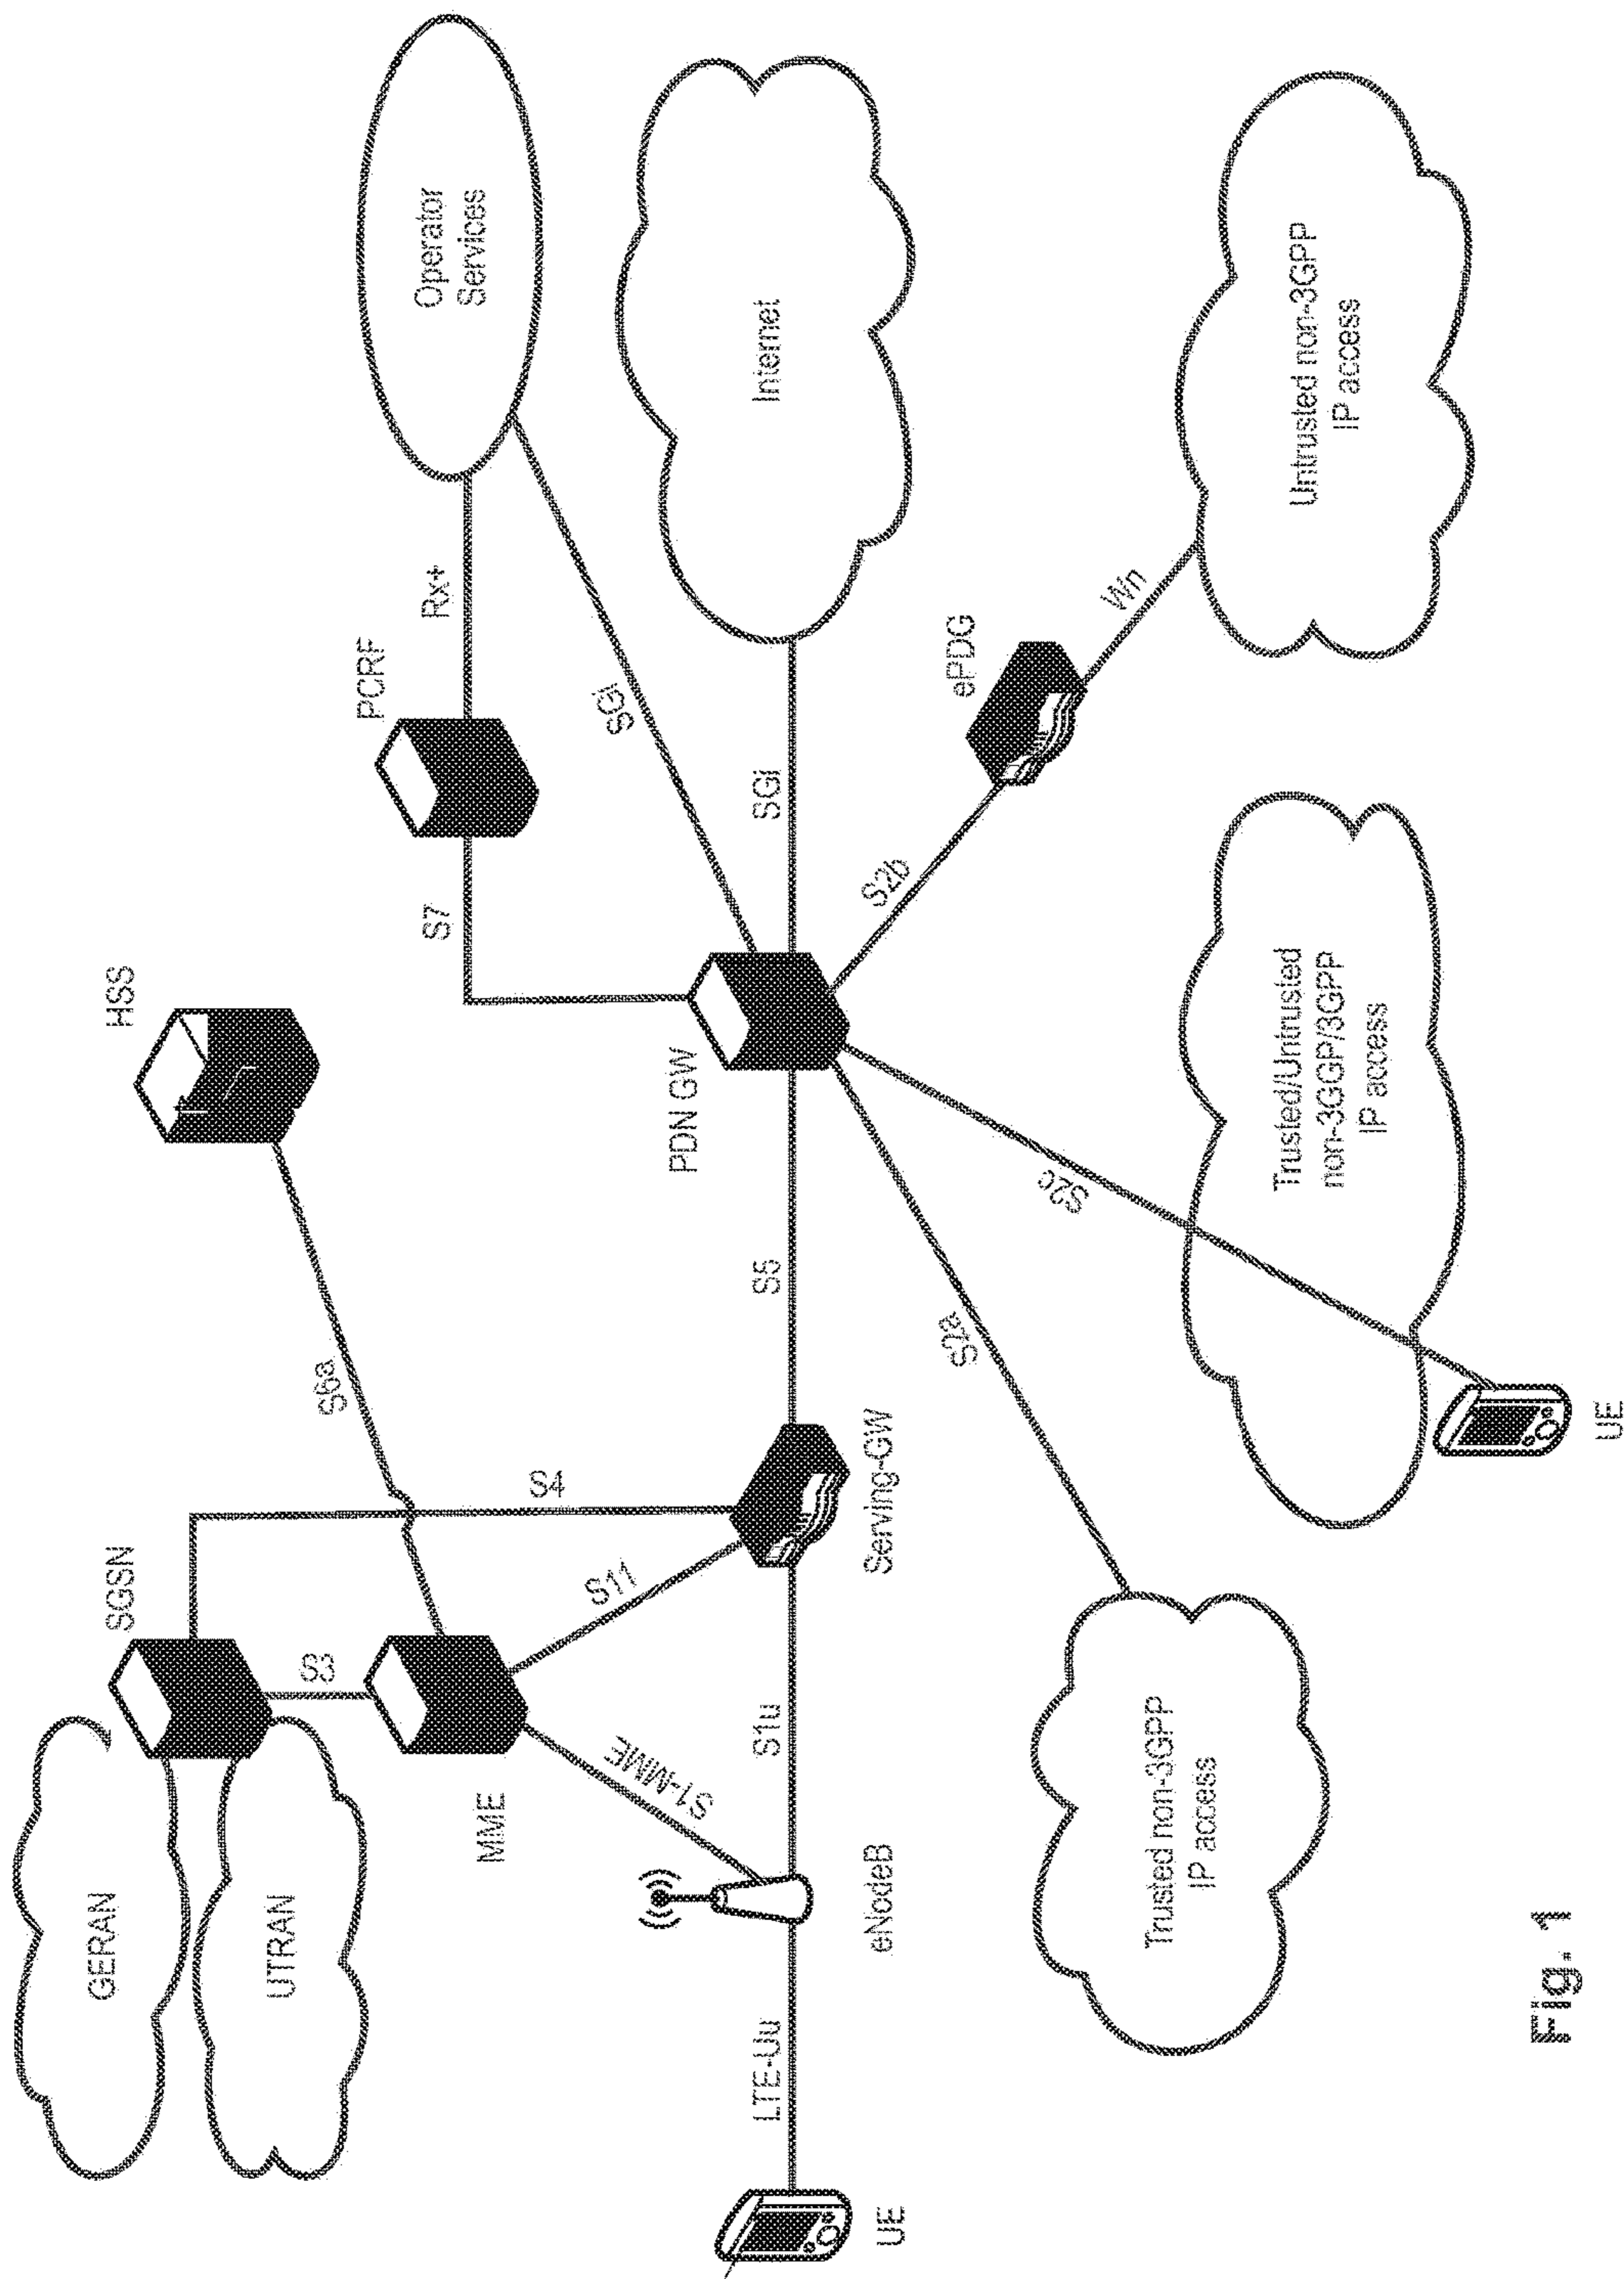 GERAN
UTRAN
SGSN
HSS
S3
S4
S6a
MME
S11
S1-MME
S7
PCRF
Rx+
Operator
Services
SGi
UE
LTE-Uu
eNodeB
S1u
Serving-GW
S5
PDN GW
SGi
Internet
S2a
S2c
S2b
ePDG
Wn
Trusted non-3GPP
IP access
Trusted/Untrusted
non-3GGP/3GPP
IP access
Untrusted non-3GPP
IP access
UE
Fig. 1